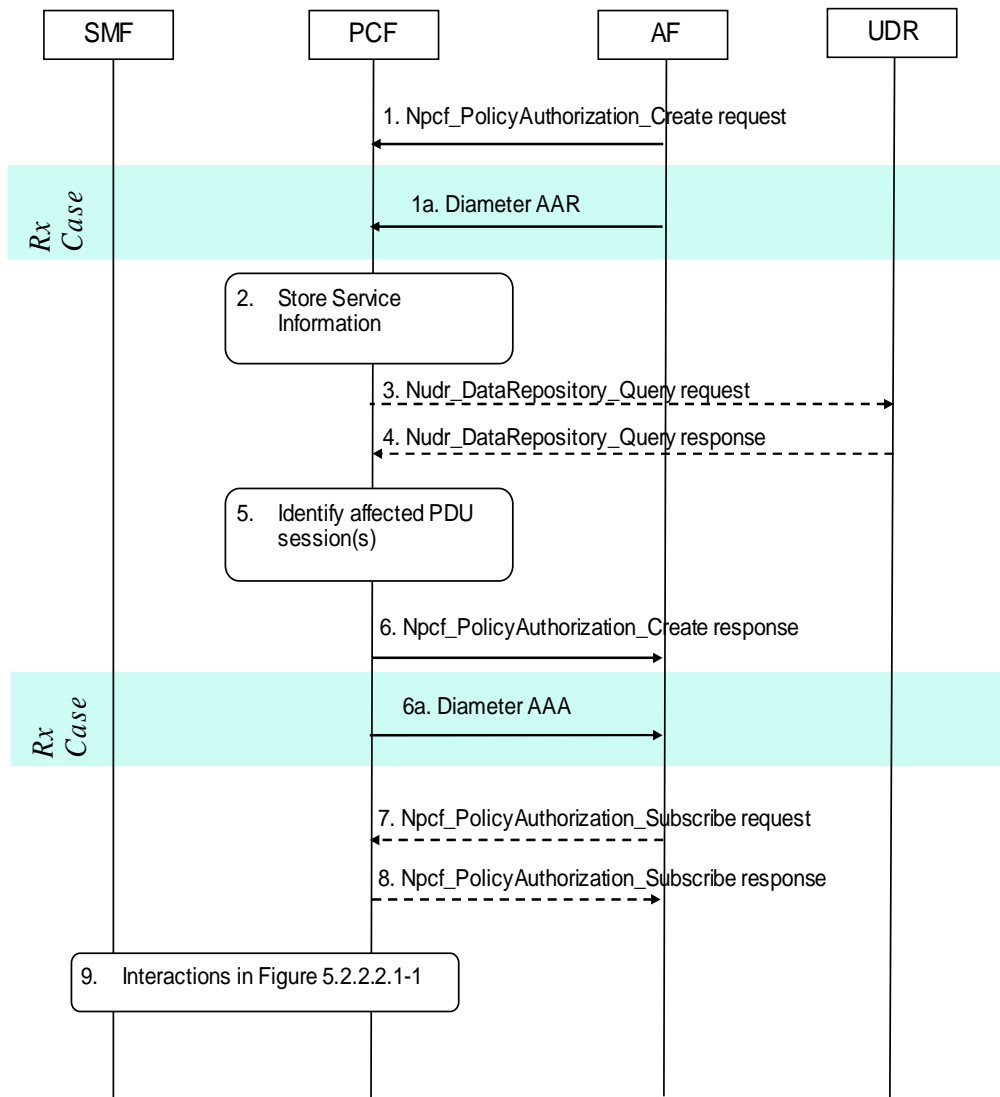 SMF
PCF
AF
UDR
1. Npcf_PolicyAuthorization_Create request
Rx
Case
1a. Diameter AAR
2. Store Service
Information
3. Nudr_DataRepository_Query request
4. Nudr_DataRepository_Query response
5. Identify affected PDU
session(s)
6. Npcf_PolicyAuthorization_Create response
Rx
Case
6a. Diameter AAA
7. Npcf_PolicyAuthorization_Subscribe request
8. Npcf_PolicyAuthorization_Subscribe response
9. Interactions in Figure 5.2.2.2.1-1